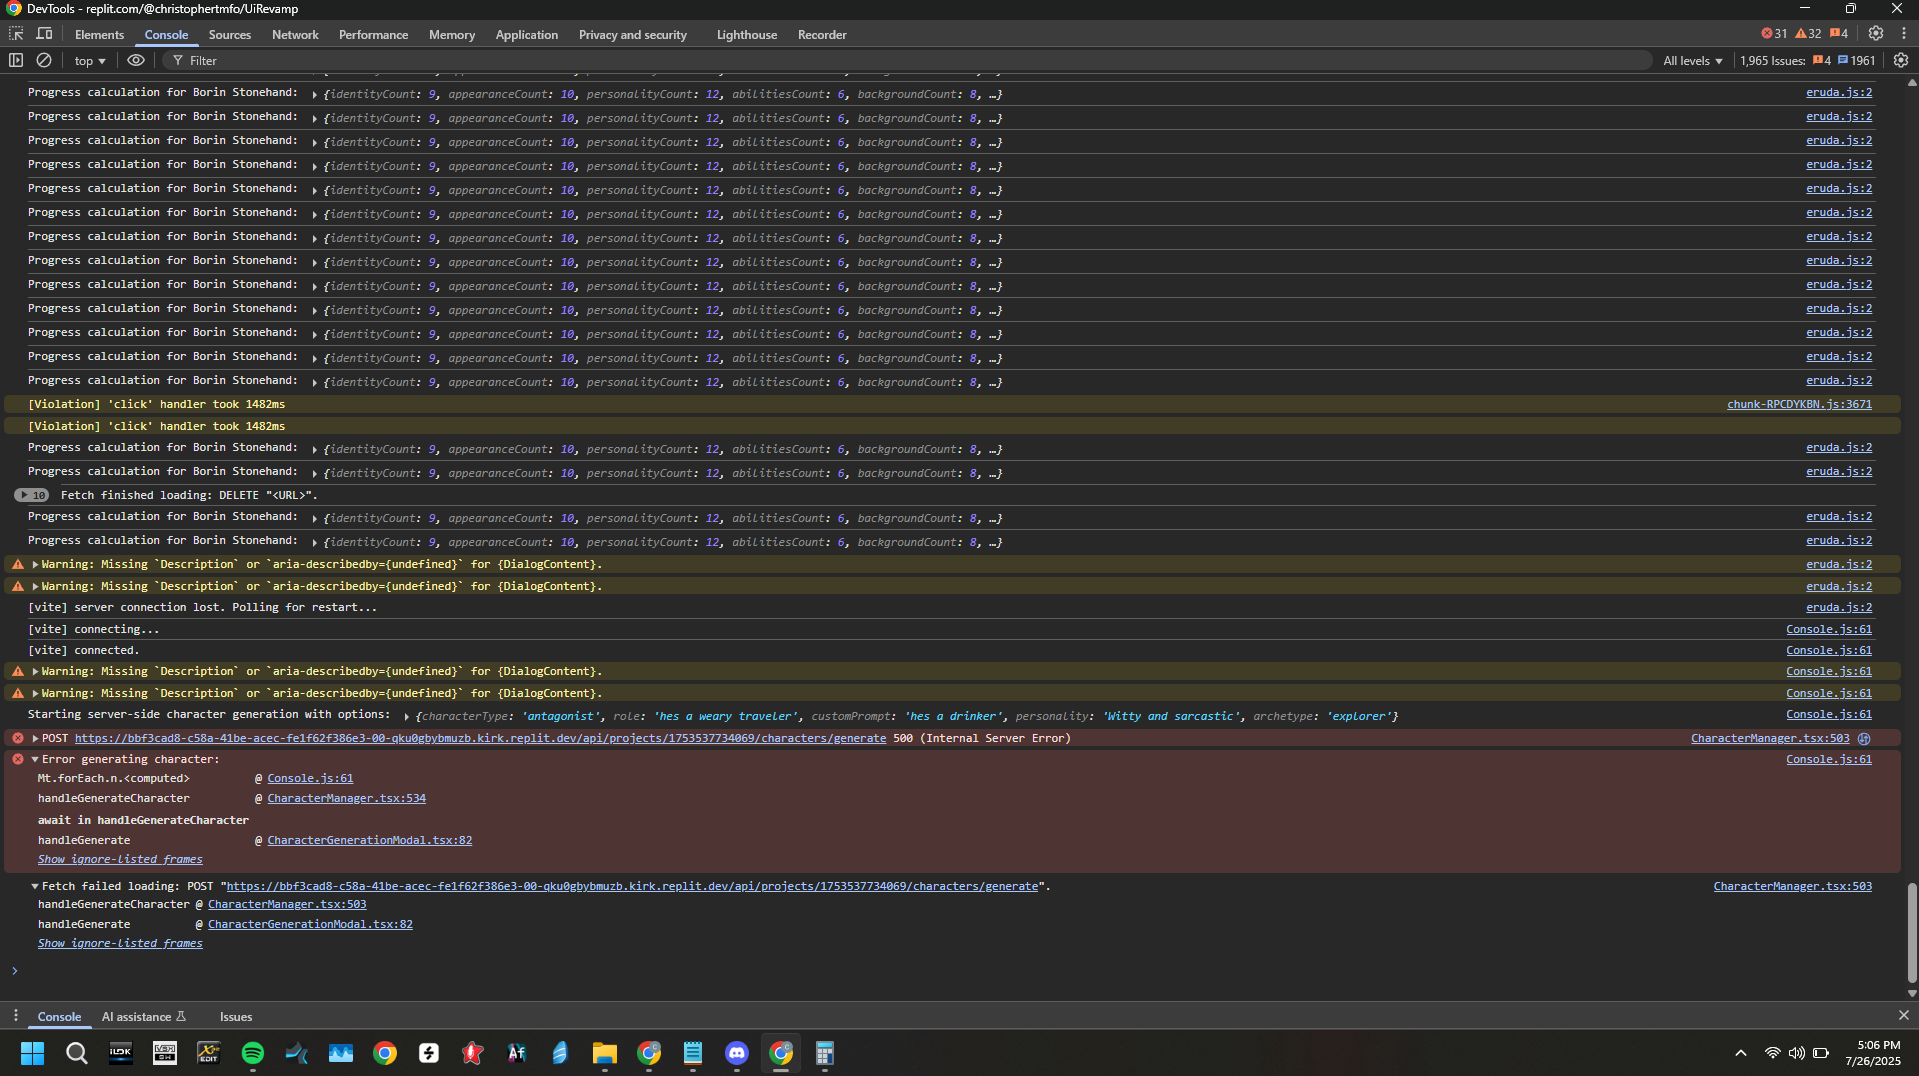 DevTools - replit.com/@christophertmfo/UiRevamp
Elements Console Sources Network Performance Memory Application Privacy and security Lighthouse Recorder 31 32 4
top Filter All levels 1,965 Issues: 4 1961
Progress calculation for Borin Stonehand: {identityCount: 9, appearanceCount: 10, personalityCount: 12, abilitiesCount: 6, backgroundCount: 8, …} eruda.js:2
Progress calculation for Borin Stonehand: {identityCount: 9, appearanceCount: 10, personalityCount: 12, abilitiesCount: 6, backgroundCount: 8, …} eruda.js:2
Progress calculation for Borin Stonehand: {identityCount: 9, appearanceCount: 10, personalityCount: 12, abilitiesCount: 6, backgroundCount: 8, …} eruda.js:2
Progress calculation for Borin Stonehand: {identityCount: 9, appearanceCount: 10, personalityCount: 12, abilitiesCount: 6, backgroundCount: 8, …} eruda.js:2
Progress calculation for Borin Stonehand: {identityCount: 9, appearanceCount: 10, personalityCount: 12, abilitiesCount: 6, backgroundCount: 8, …} eruda.js:2
Progress calculation for Borin Stonehand: {identityCount: 9, appearanceCount: 10, personalityCount: 12, abilitiesCount: 6, backgroundCount: 8, …} eruda.js:2
Progress calculation for Borin Stonehand: {identityCount: 9, appearanceCount: 10, personalityCount: 12, abilitiesCount: 6, backgroundCount: 8, …} eruda.js:2
Progress calculation for Borin Stonehand: {identityCount: 9, appearanceCount: 10, personalityCount: 12, abilitiesCount: 6, backgroundCount: 8, …} eruda.js:2
Progress calculation for Borin Stonehand: {identityCount: 9, appearanceCount: 10, personalityCount: 12, abilitiesCount: 6, backgroundCount: 8, …} eruda.js:2
Progress calculation for Borin Stonehand: {identityCount: 9, appearanceCount: 10, personalityCount: 12, abilitiesCount: 6, backgroundCount: 8, …} eruda.js:2
Progress calculation for Borin Stonehand: {identityCount: 9, appearanceCount: 10, personalityCount: 12, abilitiesCount: 6, backgroundCount: 8, …} eruda.js:2
Progress calculation for Borin Stonehand: {identityCount: 9, appearanceCount: 10, personalityCount: 12, abilitiesCount: 6, backgroundCount: 8, …} eruda.js:2
Progress calculation for Borin Stonehand: {identityCount: 9, appearanceCount: 10, personalityCount: 12, abilitiesCount: 6, backgroundCount: 8, …} eruda.js:2
[Violation] 'click' handler took 1482ms chunk-RPCDYKBN.js:3671
[Violation] 'click' handler took 1482ms
Progress calculation for Borin Stonehand: {identityCount: 9, appearanceCount: 10, personalityCount: 12, abilitiesCount: 6, backgroundCount: 8, …} eruda.js:2
Progress calculation for Borin Stonehand: {identityCount: 9, appearanceCount: 10, personalityCount: 12, abilitiesCount: 6, backgroundCount: 8, …} eruda.js:2
10 Fetch finished loading: DELETE "<URL>".
Progress calculation for Borin Stonehand: {identityCount: 9, appearanceCount: 10, personalityCount: 12, abilitiesCount: 6, backgroundCount: 8, …} eruda.js:2
Progress calculation for Borin Stonehand: {identityCount: 9, appearanceCount: 10, personalityCount: 12, abilitiesCount: 6, backgroundCount: 8, …} eruda.js:2
Warning: Missing `Description` or `aria-describedby={undefined}` for {DialogContent}. eruda.js:2
Warning: Missing `Description` or `aria-describedby={undefined}` for {DialogContent}. eruda.js:2
[vite] server connection lost. Polling for restart... eruda.js:2
[vite] connecting... Console.js:61
[vite] connected. Console.js:61
Warning: Missing `Description` or `aria-describedby={undefined}` for {DialogContent}. Console.js:61
Warning: Missing `Description` or `aria-describedby={undefined}` for {DialogContent}. Console.js:61
Starting server-side character generation with options: {characterType: 'antagonist', role: 'hes a weary traveler', customPrompt: 'hes a drinker', personality: 'Witty and sarcastic', archetype: 'explorer'} Console.js:61
POST https://bbf3cad8-c58a-41be-acec-fe1f62f386e3-00-qku0gbybmuzb.kirk.replit.dev/api/projects/1753537734069/characters/generate 500 (Internal Server Error) CharacterManager.tsx:503
Error generating character: Console.js:61
Mt.forEach.n.<computed> @ Console.js:61
handleGenerateCharacter @ CharacterManager.tsx:534
await in handleGenerateCharacter
handleGenerate @ CharacterGenerationModal.tsx:82
Show ignore-listed frames
Fetch failed loading: POST "https://bbf3cad8-c58a-41be-acec-fe1f62f386e3-00-qku0gbybmuzb.kirk.replit.dev/api/projects/1753537734069/characters/generate". CharacterManager.tsx:503
handleGenerateCharacter @ CharacterManager.tsx:503
handleGenerate @ CharacterGenerationModal.tsx:82
Show ignore-listed frames
Console AI assistance Issues
5:06 PM
7/26/2025